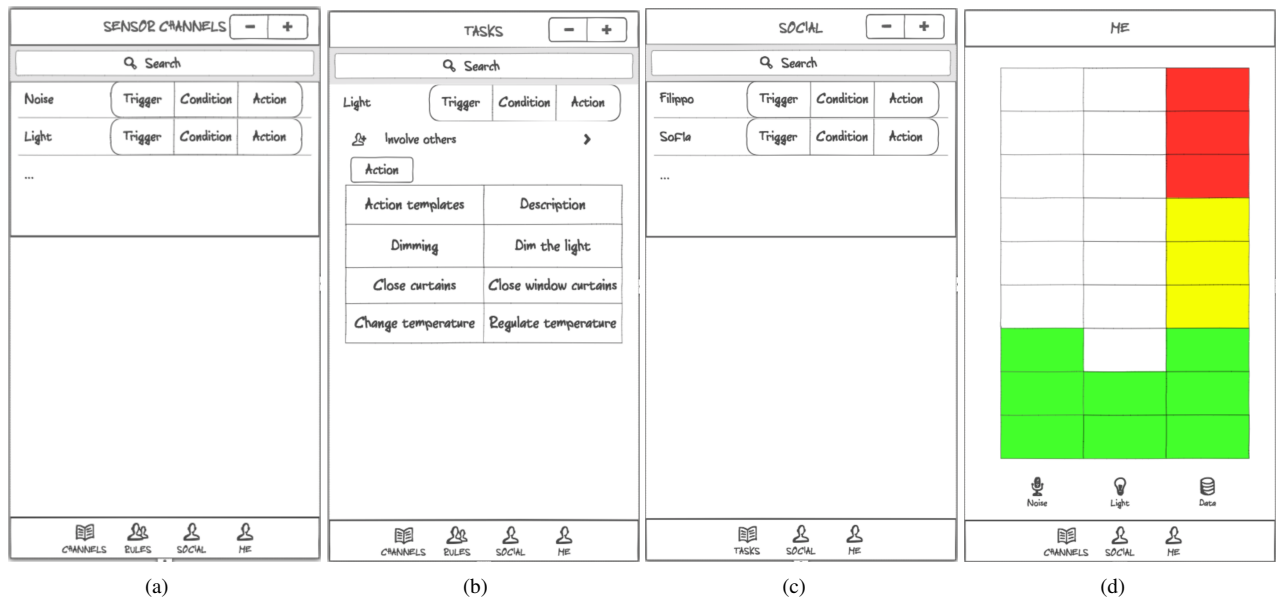 SENSOR CHANNELS - +
Search
Noise Trigger Condition Action
Light Trigger Condition Action
...
CHANNELS RULES SOCIAL ME
(a)
TASKS - +
Search
Light Trigger Condition Action
Involve others >
Action
Action templates Description
Dimming Dim the light
Close curtains Close window curtains
Change temperature Regulate temperature
CHANNELS RULES SOCIAL ME
(b)
SOCIAL - +
Search
Filippo Trigger Condition Action
Sofia Trigger Condition Action
...
TASKS SOCIAL ME
(c)
ME
Noise Light Data
CHANNELS SOCIAL ME
(d)